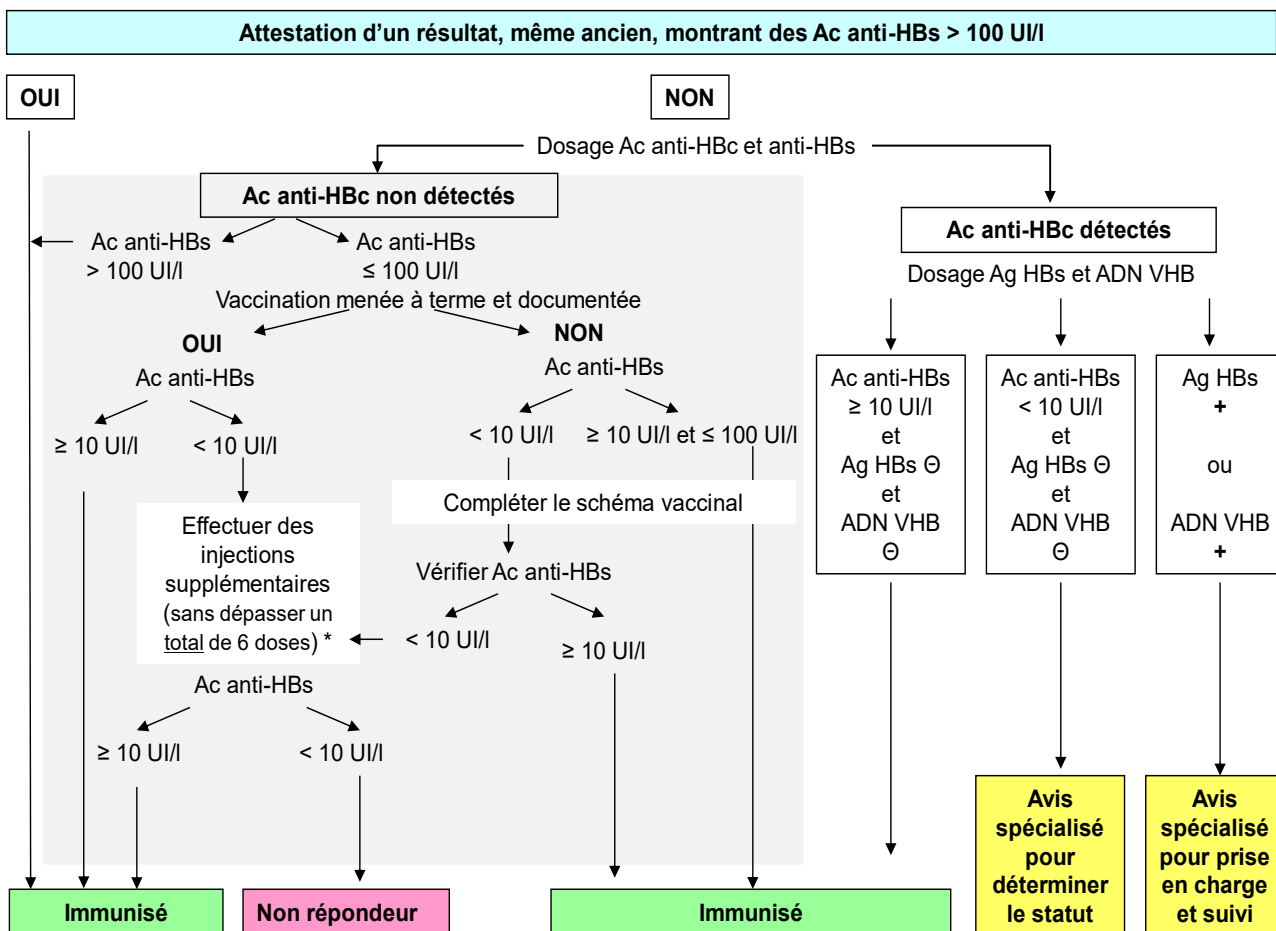 Attestation d'un résultat, même ancien, montrant des Ac anti-HBs > 100 UI/l
OUI
NON
Dosage Ac anti-HBc et anti-HBs
Ac anti-HBc non détectés
Ac anti-HBs
> 100 UI/l
Ac anti-HBs
≤ 100 UI/l
Vaccination menée à terme et documentée
OUI
Ac anti-HBs
≥ 10 UI/l
< 10 UI/l
NON
Ac anti-HBs
< 10 UI/l
≥ 10 UI/l et ≤ 100 UI/l
Effectuer des
injections
supplémentaires
(sans dépasser un
total de 6 doses) *
Compléter le schéma vaccinal
Vérifier Ac anti-HBs
< 10 UI/l
≥ 10 UI/l
Ac anti-HBs
≥ 10 UI/l
< 10 UI/l
Ac anti-HBc détectés
Dosage Ag HBs et ADN VHB
Ac anti-HBs
≥ 10 UI/l
et
Ag HBs Θ
et
ADN VHB
Θ
Ac anti-HBs
< 10 UI/l
et
Ag HBs Θ
et
ADN VHB
Θ
Ag HBs
+
ou
ADN VHB
+
Immunisé
Non répondeur
Immunisé
Avis
spécialisé
pour
déterminer
le statut
Avis
spécialisé
pour prise
en charge
et suivi